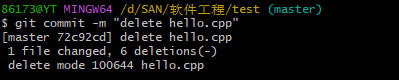 86173@YT MINGW64 /d/SAN/软件工程/test (master)
$ git commit -m "delete hello.cpp"
[master 72c92cd] delete hello.cpp
 1 file changed, 6 deletions(-)
 delete mode 100644 hello.cpp